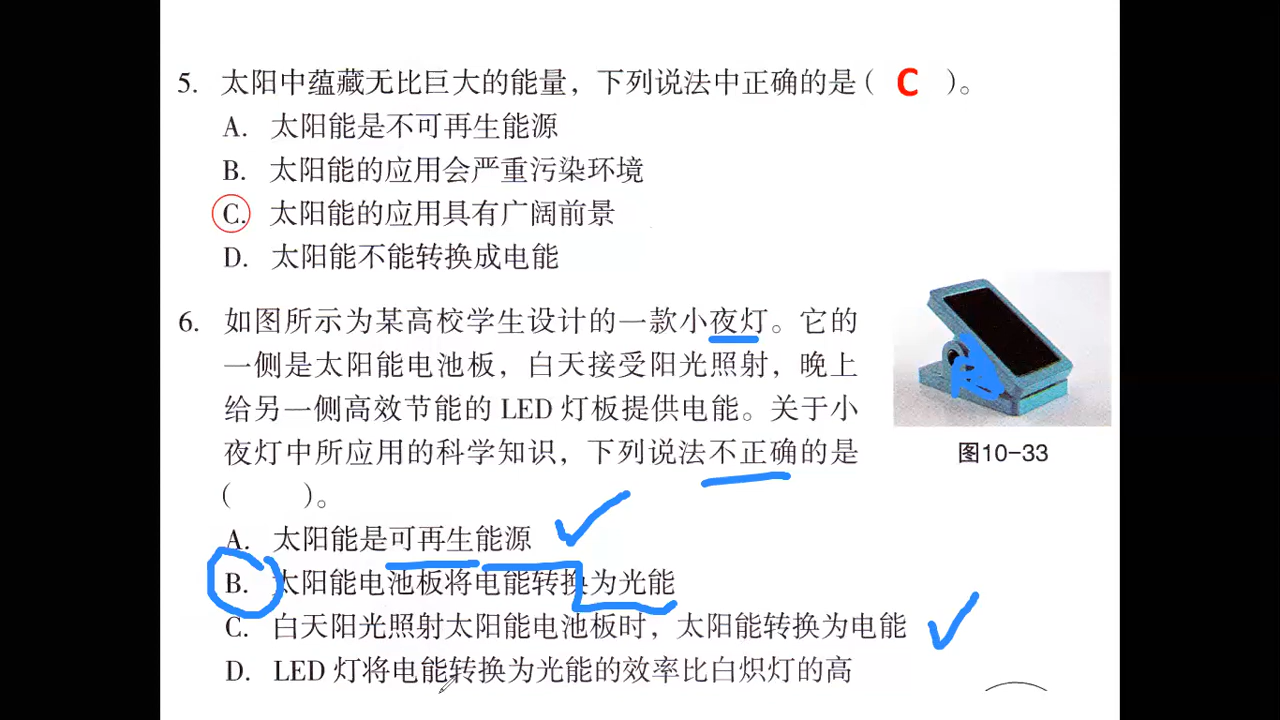 5. 太阳中蕴藏无比巨大的能量，下列说法中正确的是（ C ）。
A. 太阳能是不可再生能源
B. 太阳能的应用会严重污染环境
C. 太阳能的应用具有广阔前景
D. 太阳能不能转换成电能
6. 如图所示为某高校学生设计的一款小夜灯。它的
一侧是太阳能电池板，白天接受阳光照射，晚上
给另一侧高效节能的 LED 灯板提供电能。关于小
夜灯中所应用的科学知识，下列说法不正确的是
（ ）。
图10-33
A. 太阳能是可再生能源
B. 太阳能电池板将电能转换为光能
C. 白天阳光照射太阳能电池板时，太阳能转换为电能
D. LED 灯将电能转换为光能的效率比白炽灯的高